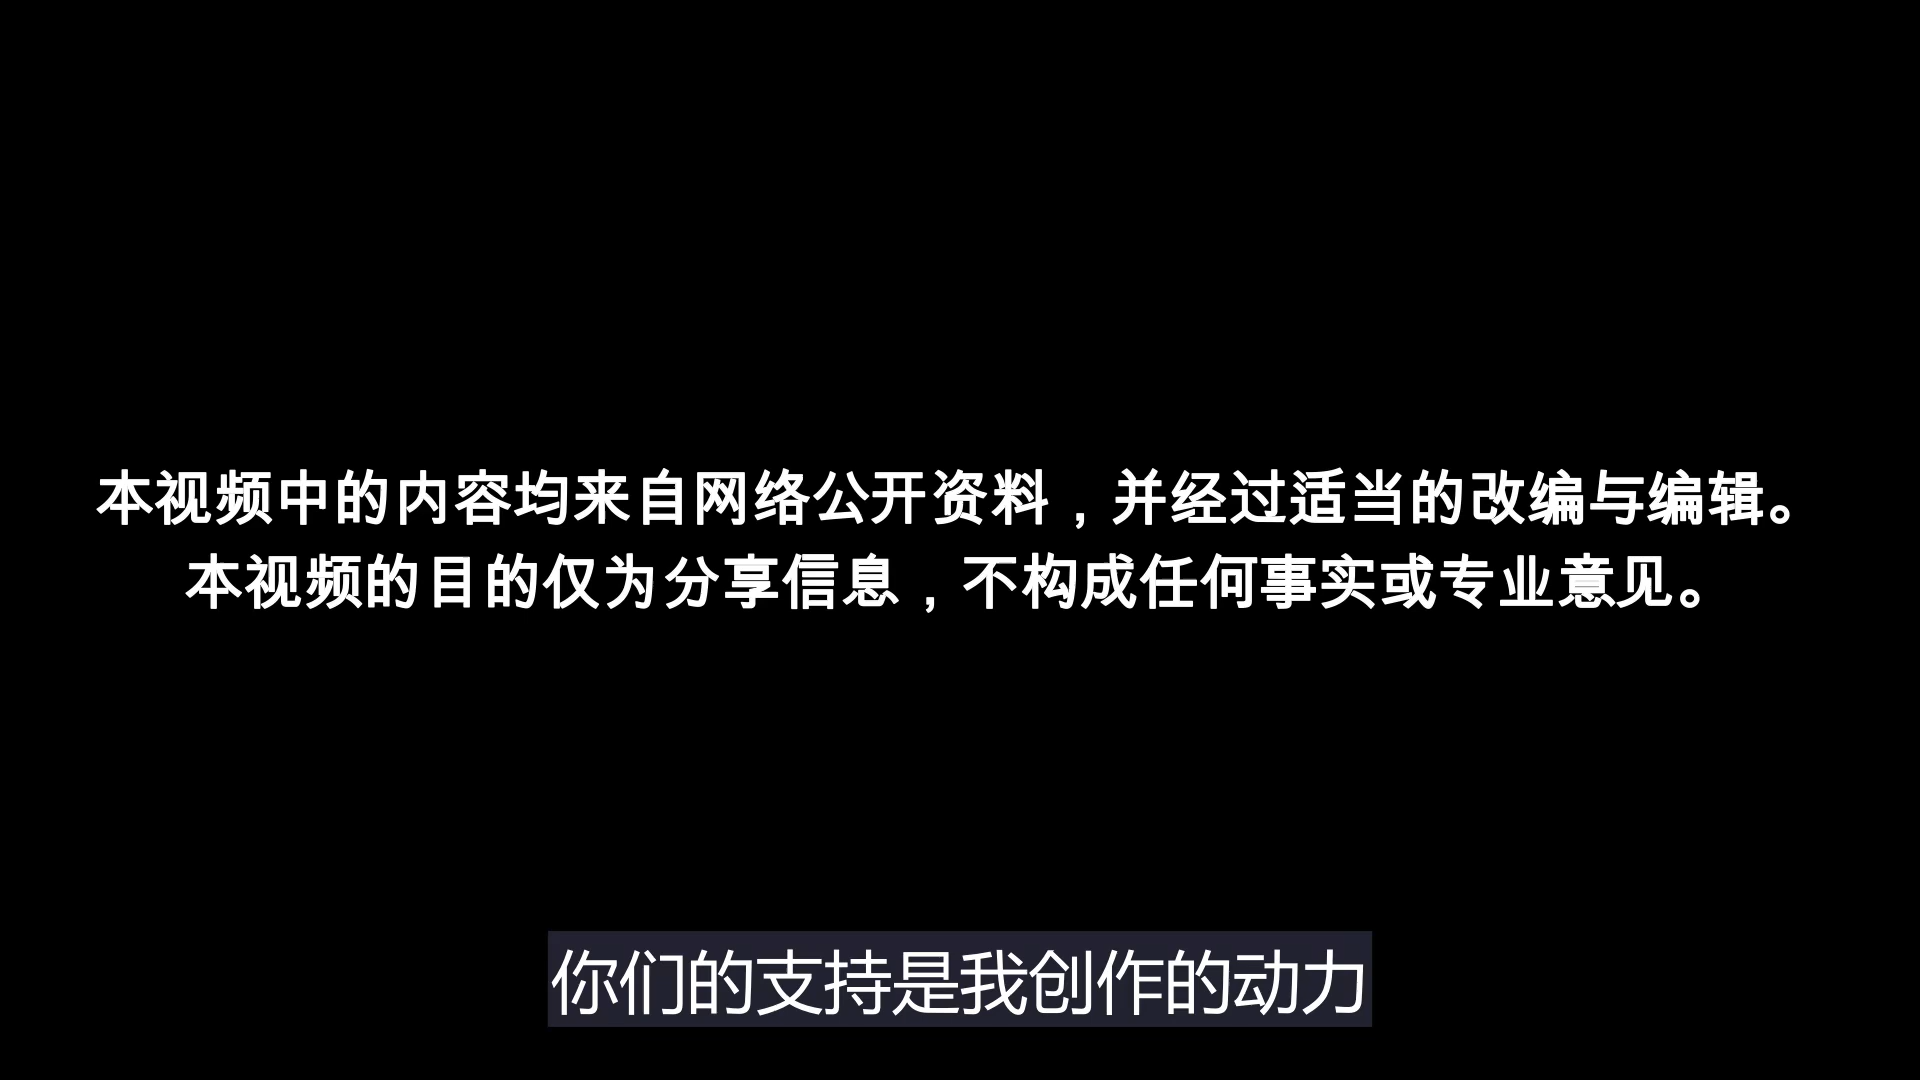 本视频中的内容均来自网络公开资料，并经过适当的改编与编辑。
本视频的目的仅为分享信息，不构成任何事实或专业意见。
你们的支持是我创作的动力